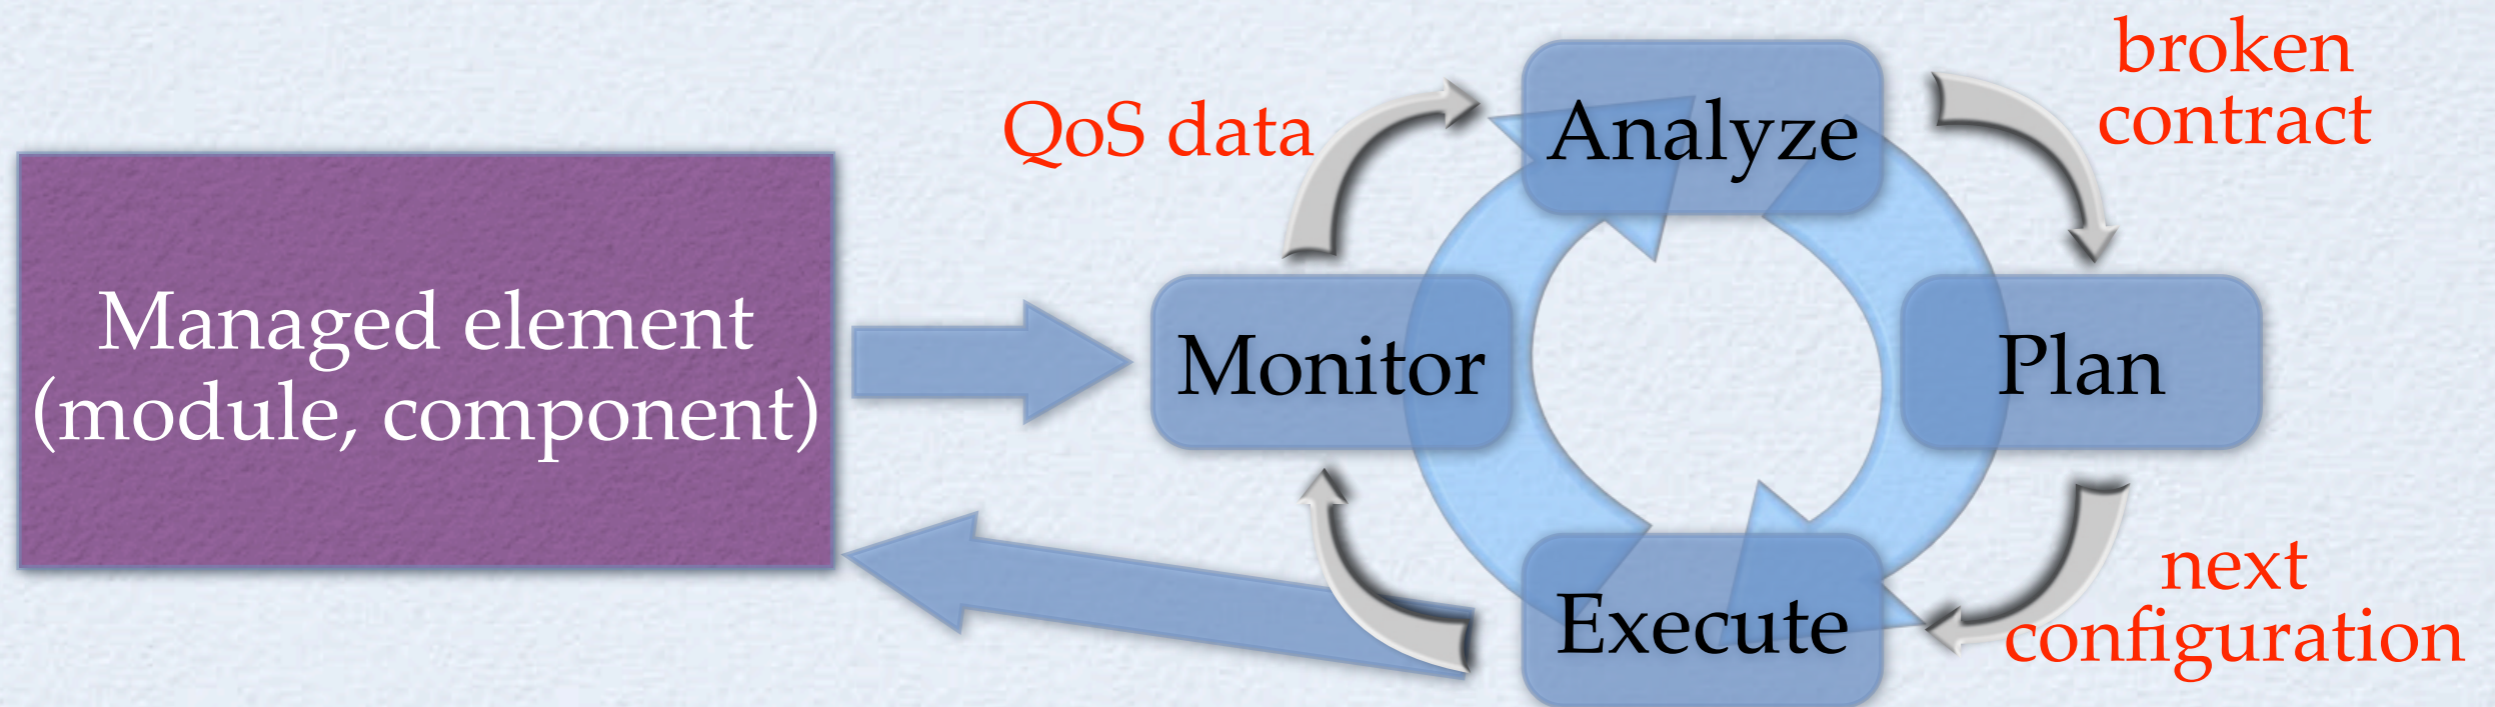 Managed element
(module, component)
QoS data
Analyze
broken
contract
Monitor
Plan
Execute
next
configuration